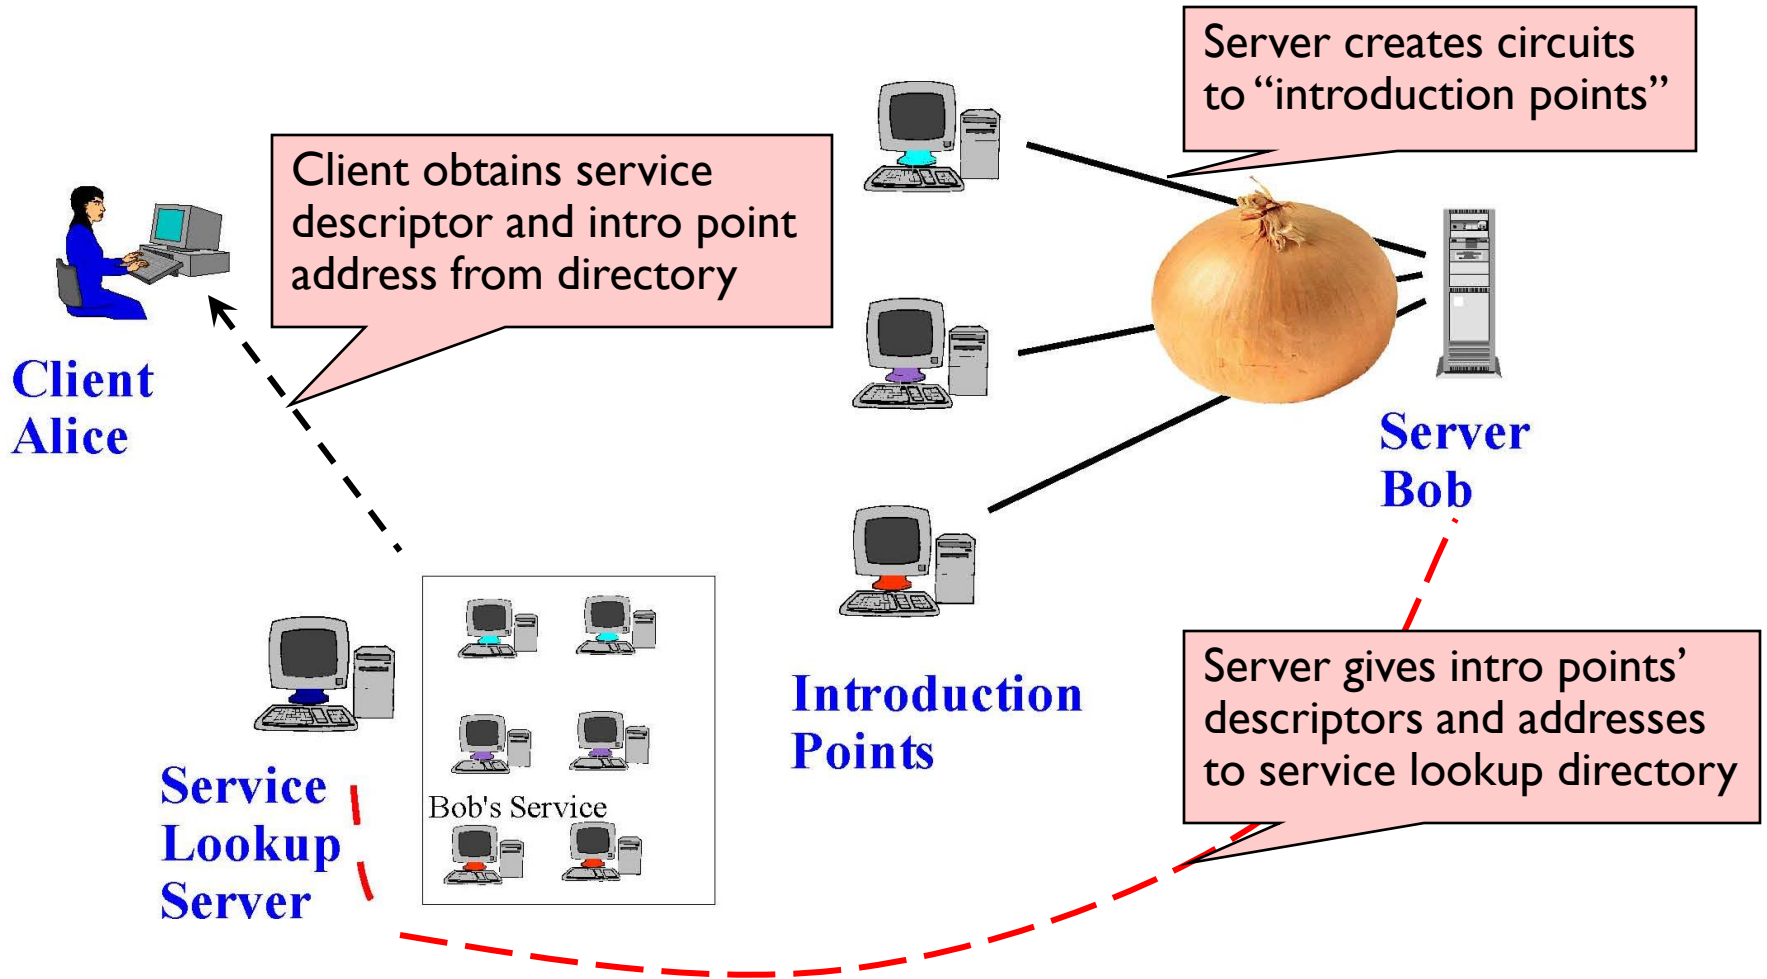 Server creates circuits
to “introduction points”
Client obtains service
descriptor and intro point
address from directory
Client
Alice
Server
Bob
Introduction
Points
Server gives intro points’
descriptors and addresses
to service lookup directory
Service
Lookup
Server
Bob's Service